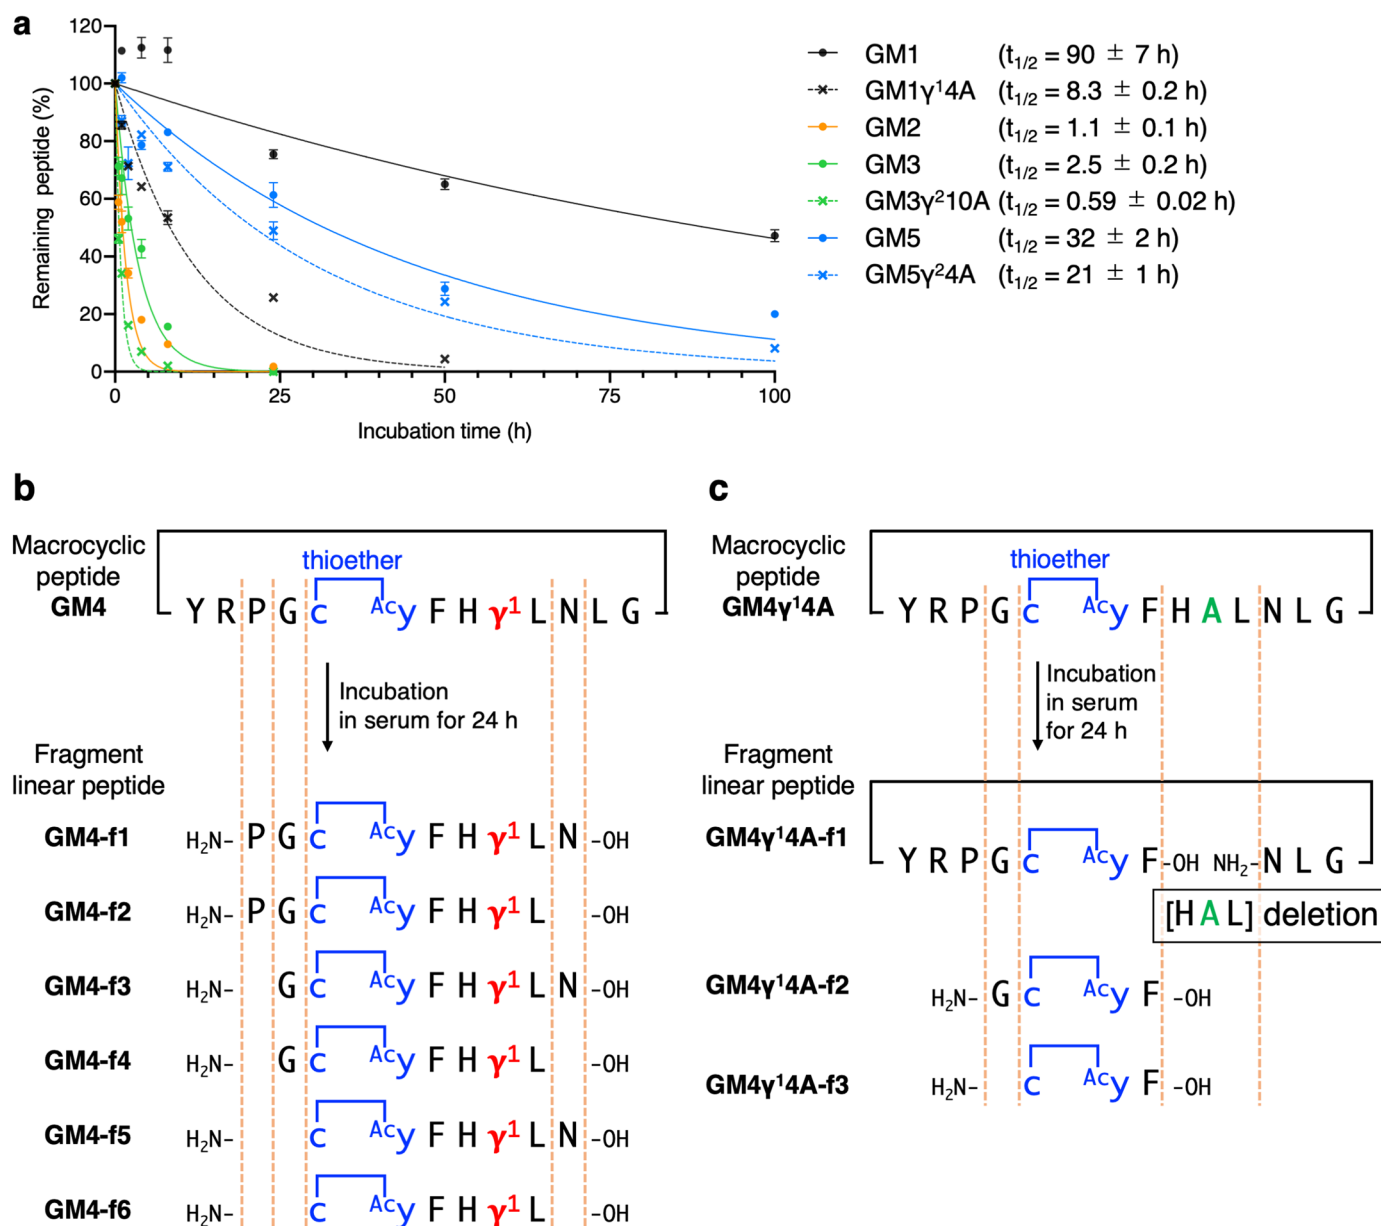 a
120
100
80
60
40
20
0
Remaining peptide (%)
0 25 50 75 100
Incubation time (h)
GM1 (t1/2 = 90 ± 7 h)
GM1γ¹4A (t1/2 = 8.3 ± 0.2 h)
GM2 (t1/2 = 1.1 ± 0.1 h)
GM3 (t1/2 = 2.5 ± 0.2 h)
GM3γ²10A (t1/2 = 0.59 ± 0.02 h)
GM5 (t1/2 = 32 ± 2 h)
GM5γ²4A (t1/2 = 21 ± 1 h)
b
Macrocyclic
peptide
GM4
thioether
Y R P G c Acy F H γ¹ L N L G
Incubation
in serum for 24 h
Fragment
linear peptide
GM4-f1 H₂N- P G c Acy F H γ¹ L N -OH
GM4-f2 H₂N- P G c Acy F H γ¹ L -OH
GM4-f3 H₂N- G c Acy F H γ¹ L N -OH
GM4-f4 H₂N- G c Acy F H γ¹ L -OH
GM4-f5 H₂N- c Acy F H γ¹ L N -OH
GM4-f6 H₂N- c Acy F H γ¹ L -OH
c
Macrocyclic
peptide
GM4γ¹4A
thioether
Y R P G c Acy F H A L N L G
Incubation
in serum
for 24 h
Fragment
linear peptide
GM4γ¹4A-f1 Y R P G c Acy F -OH NH₂- N L G
[H A L] deletion
GM4γ¹4A-f2 H₂N- G c Acy F -OH
GM4γ¹4A-f3 H₂N- c Acy F -OH